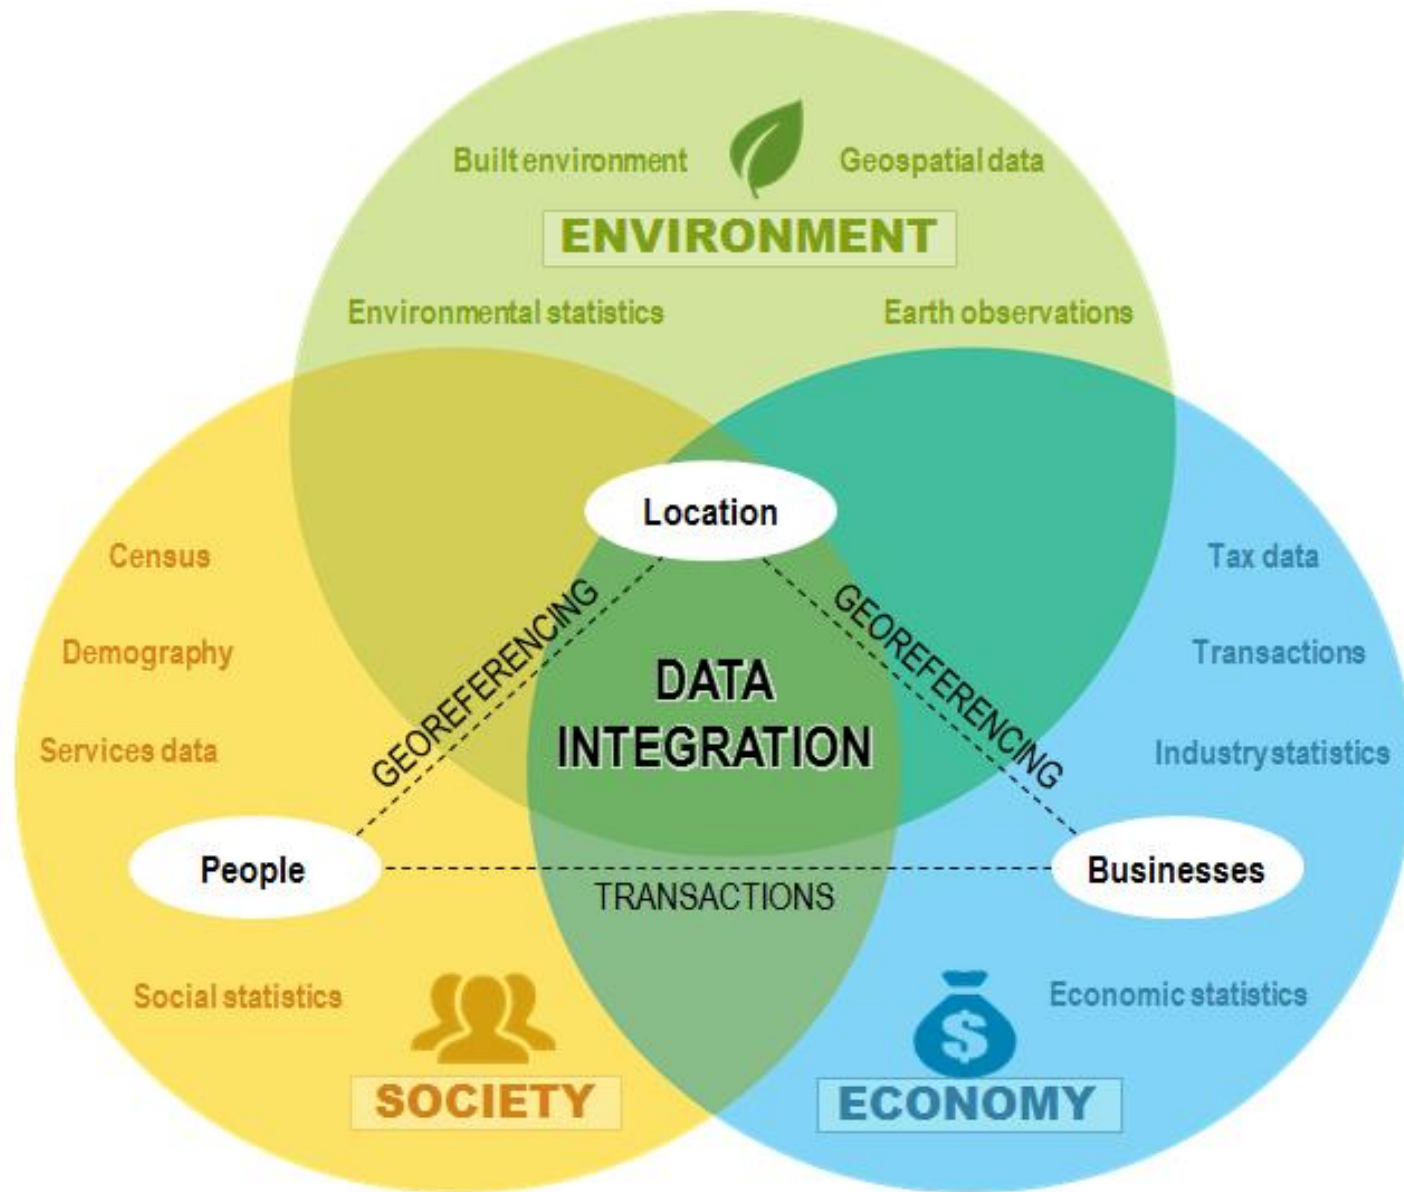 Built environment
Geospatial data
ENVIRONMENT
Environmental statistics
Earth observations
Location
Census
Tax data
GEOREFERENCING
GEOREFERENCING
Demography
Transactions
DATA
INTEGRATION
Services data
Industry statistics
People
Businesses
TRANSACTIONS
Social statistics
Economic statistics
$
SOCIETY
ECONOMY